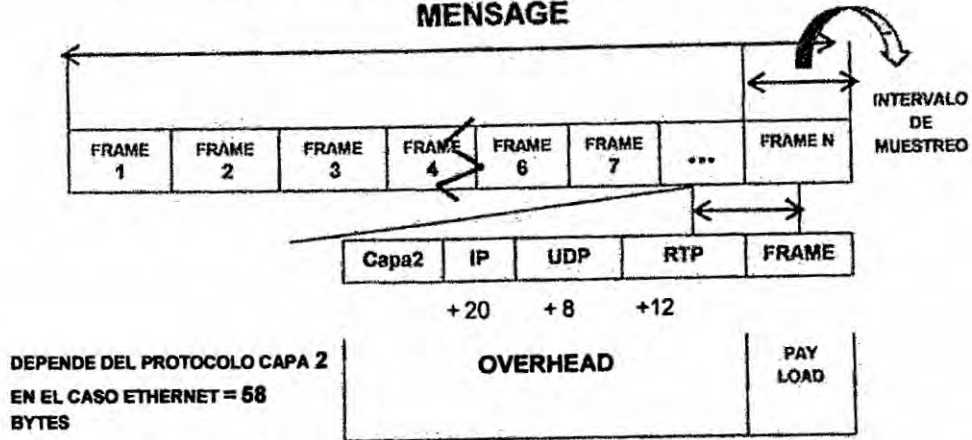 MENSAGE
INTERVALO
DE
MUESTREO
FRAME 1
FRAME 2
FRAME 3
FRAME 4
FRAME 6
FRAME 7
...
FRAME N
Capa2 IP UDP RTP FRAME
+20 +8 +12
DEPENDE DEL PROTOCOLO CAPA 2
EN EL CASO ETHERNET = 58
BYTES
OVERHEAD
PAY
LOAD